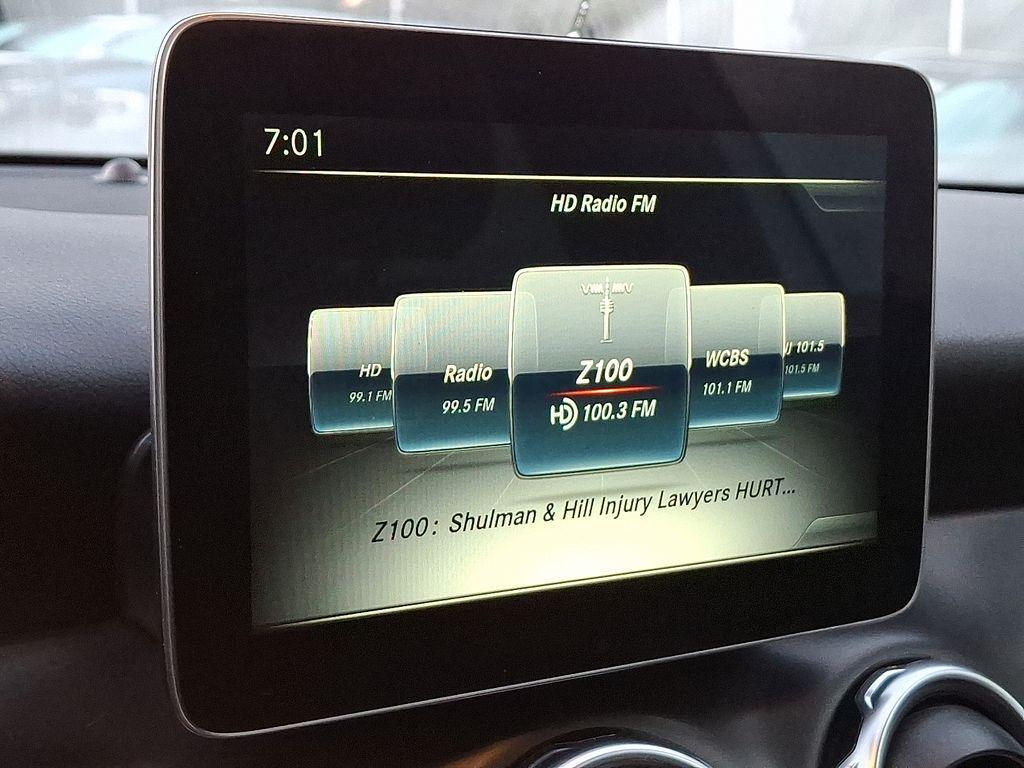 7:01
HD Radio FM
HD
99.1 FM
Radio
99.5 FM
Z100
HD 100.3 FM
WCBS
101.1 FM
101.5
101.5 FM
Z100: Shulman & Hill Injury Lawyers HURT...